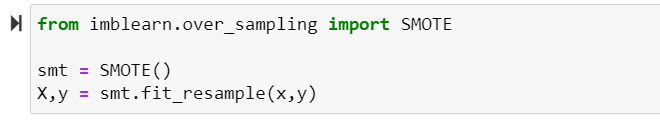 from imblearn.over_sampling import SMOTE
smt = SMOTE()
X,y = smt.fit_resample(x,y)